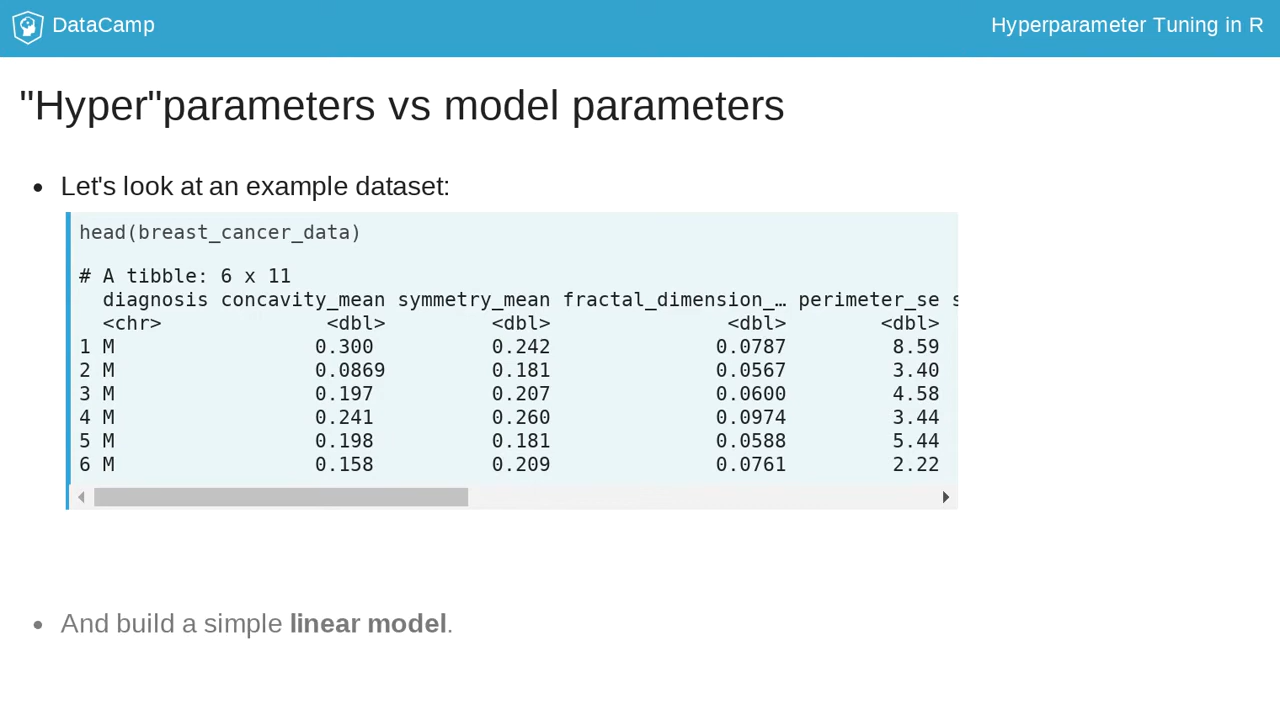 DataCamp
Hyperparameter Tuning in R
"Hyper"parameters vs model parameters
• Let's look at an example dataset:
head(breast_cancer_data)
# A tibble: 6 x 11
  diagnosis concavity_mean symmetry_mean fractal_dimension_… perimeter_se s
  <chr>              <dbl>         <dbl>               <dbl>        <dbl>
1 M                 0.300          0.242              0.0787         8.59
2 M                 0.0869         0.181              0.0567         3.40
3 M                 0.197          0.207              0.0600         4.58
4 M                 0.241          0.260              0.0974         3.44
5 M                 0.198          0.181              0.0588         5.44
6 M                 0.158          0.209              0.0761         2.22
• And build a simple linear model.